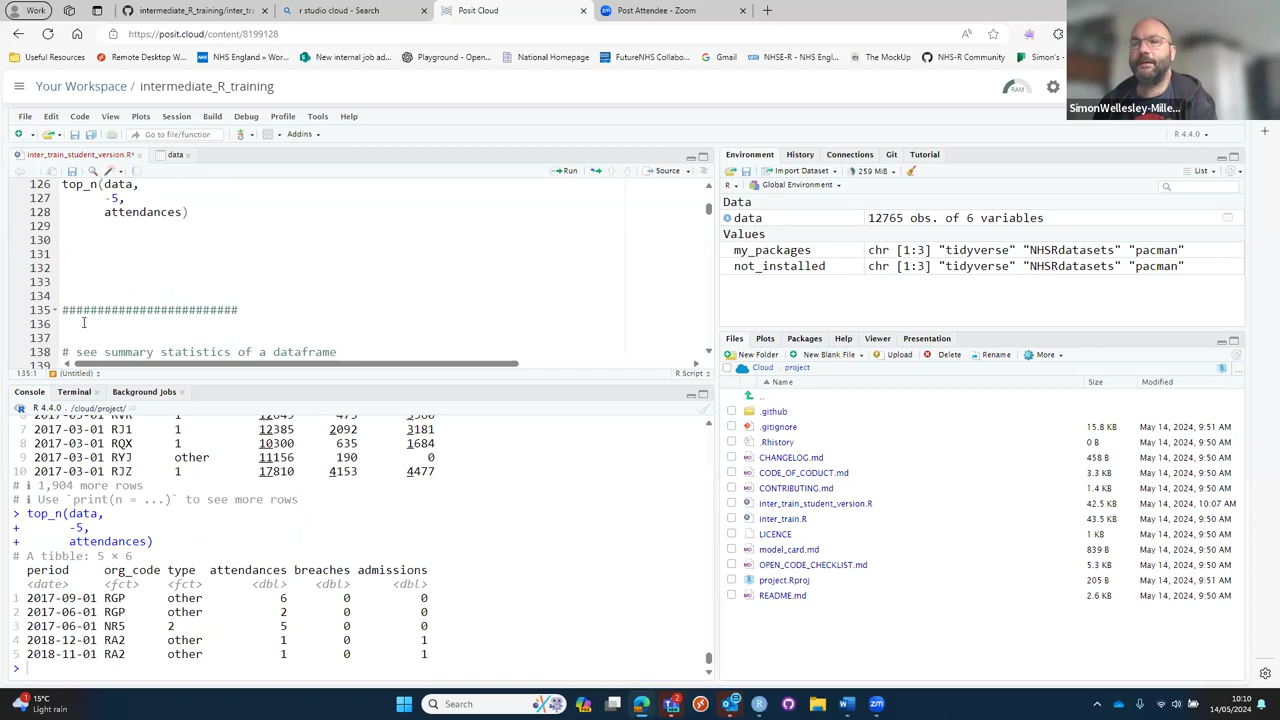 Work
intermediate_R_training/inter_tr
r studio cloud - Search
Posit Cloud
Post Attendee - Zoom
https://posit.cloud/content/8199128
Useful Resources
Remote Desktop W...
NHS England » Wor...
New internal job ad...
Playground - Open...
National Homepage
FutureNHS Collabo...
Gmail
NHSE-R - NHS Engl...
The MockUp
NHS-R Community
Simon's
Your Workspace / intermediate_R_training
RAM
SimonWellesley-Mille...
File Edit Code View Plots Session Build Debug Profile Tools Help
Go to file/function
Addins
R 4.4.0
inter_train_student_version.R*
data
Run
Source
126 top_n(data,
127 -5,
128 attendances)
129
130
131
132
133
134
135 #########################
136
137
138 # see summary statistics of a dataframe
139
135:1
(Untitled)
R Script
Console Terminal Background Jobs
R 4.4.0 · /cloud/project/
7 2017-03-01 RJ1 1 12385 2092 3181
8 2017-03-01 RQX 1 10300 635 1684
9 2017-03-01 RYJ other 11156 190 0
10 2017-03-01 RJZ 1 17810 4153 4477
# ℹ 1,904 more rows
# ℹ Use `print(n = ...)` to see more rows
> top_n(data,
+ -5,
+ attendances)
# A tibble: 5 × 6
period org_code type attendances breaches admissions
<date> <fct> <fct> <dbl> <dbl> <dbl>
1 2017-09-01 RGP other 6 0 0
2 2017-06-01 RGP other 2 0 0
3 2017-06-01 NR5 2 5 0 0
4 2018-12-01 RA2 other 1 0 1
5 2018-11-01 RA2 other 1 0 1
>
Environment History Connections Git Tutorial
Import Dataset
259 MiB
List
R
Global Environment
Data
data 12765 obs. of 6 variables
Values
my_packages chr [1:3] "tidyverse" "NHSRdatasets" "pacman"
not_installed chr [1:3] "tidyverse" "NHSRdatasets" "pacman"
Files Plots Packages Help Viewer Presentation
New Folder New Blank File Upload Delete Rename More
Cloud project
Name Size Modified
..
.github
.gitignore 15.8 KB May 14, 2024, 9:51 AM
.Rhistory 0 B May 14, 2024, 9:51 AM
CHANGELOG.md 458 B May 14, 2024, 9:50 AM
CODE_OF_CODUCT.md 3.3 KB May 14, 2024, 9:50 AM
CONTRIBUTING.md 1.4 KB May 14, 2024, 9:50 AM
inter_train_student_version.R 42.5 KB May 14, 2024, 10:07 AM
inter_train.R 43.5 KB May 14, 2024, 9:50 AM
LICENCE 1 KB May 14, 2024, 9:50 AM
model_card.md 839 B May 14, 2024, 9:50 AM
OPEN_CODE_CHECKLIST.md 5.3 KB May 14, 2024, 9:50 AM
project.Rproj 205 B May 14, 2024, 9:51 AM
README.md 2.6 KB May 14, 2024, 9:50 AM
15°C
Light rain
Search
10:10
14/05/2024